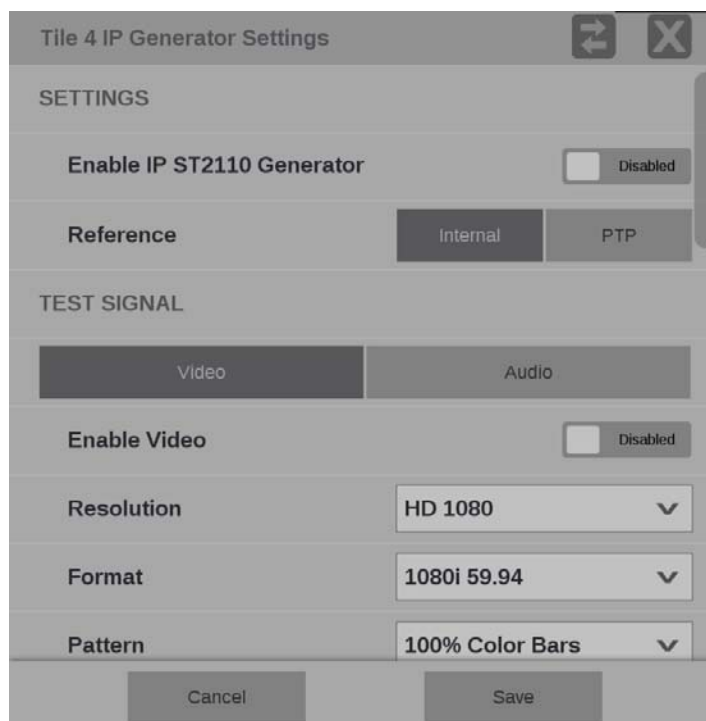 Tile 4 IP Generator Settings
SETTINGS
Enable IP ST2110 Generator Disabled
Reference Internal PTP
TEST SIGNAL
Video Audio
Enable Video Disabled
Resolution HD 1080
Format 1080i 59.94
Pattern 100% Color Bars
Cancel Save